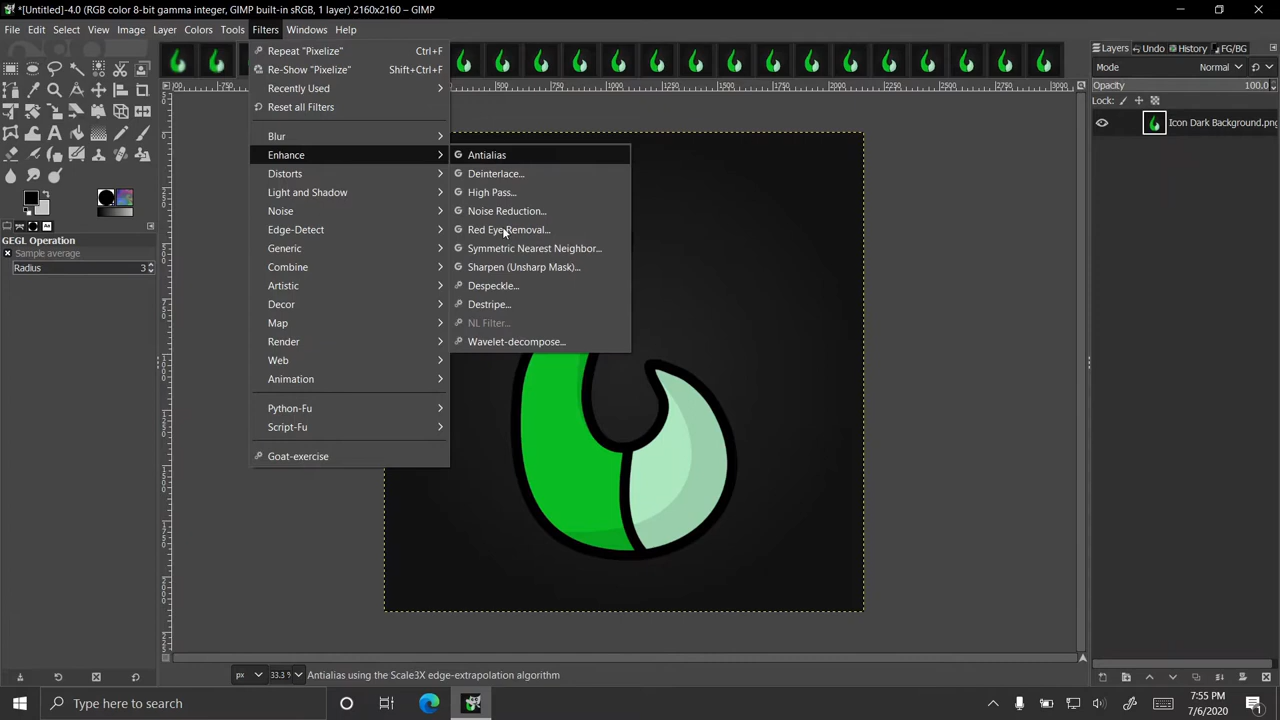 *[Untitled]-4.0 (RGB color 8-bit gamma integer, GIMP built-in sRGB, 1 layer) 2160x2160 – GIMP
File Edit Select View Image Layer Colors Tools Filters Windows Help
Repeat "Pixelize" Ctrl+F
Re-Show "Pixelize" Shift+Ctrl+F
Recently Used
Reset all Filters
Blur
Enhance
Distorts
Light and Shadow
Noise
Edge-Detect
Generic
Combine
Artistic
Decor
Map
Render
Web
Animation
Python-Fu
Script-Fu
Goat-exercise
Antialias
Deinterlace...
High Pass...
Noise Reduction...
Red Eye Removal...
Symmetric Nearest Neighbor...
Sharpen (Unsharp Mask)...
Despeckle...
Destripe...
NL Filter...
Wavelet-decompose...
GEGL Operation
Sample average
Radius 3
Layers Undo History FG/BG
Mode Normal
Opacity 100.0
Lock:
Icon Dark Background.png
px 33.3 % Antialias using the Scale3X edge-extrapolation algorithm
Type here to search
7:55 PM
7/6/2020
1